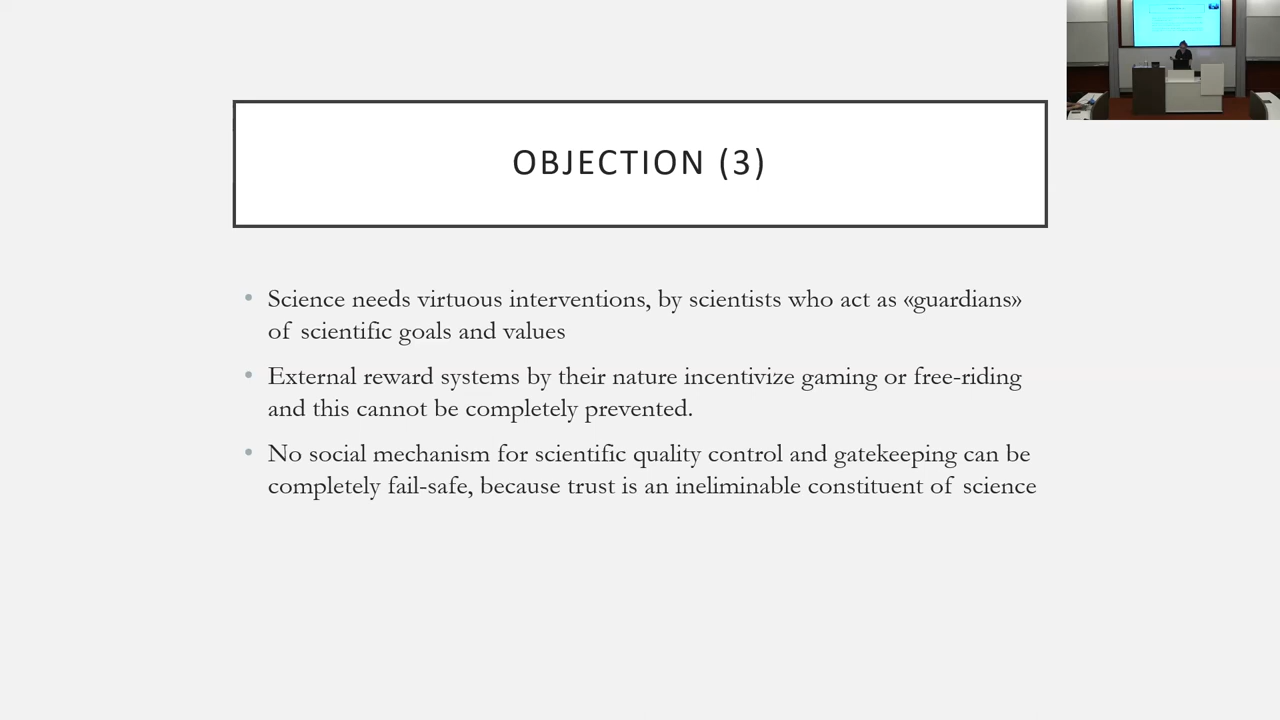 OBJECTION (3)
• Science needs virtuous interventions, by scientists who act as «guardians»
of scientific goals and values
• External reward systems by their nature incentivize gaming or free-riding
and this cannot be completely prevented.
• No social mechanism for scientific quality control and gatekeeping can be
completely fail-safe, because trust is an ineliminable constituent of science